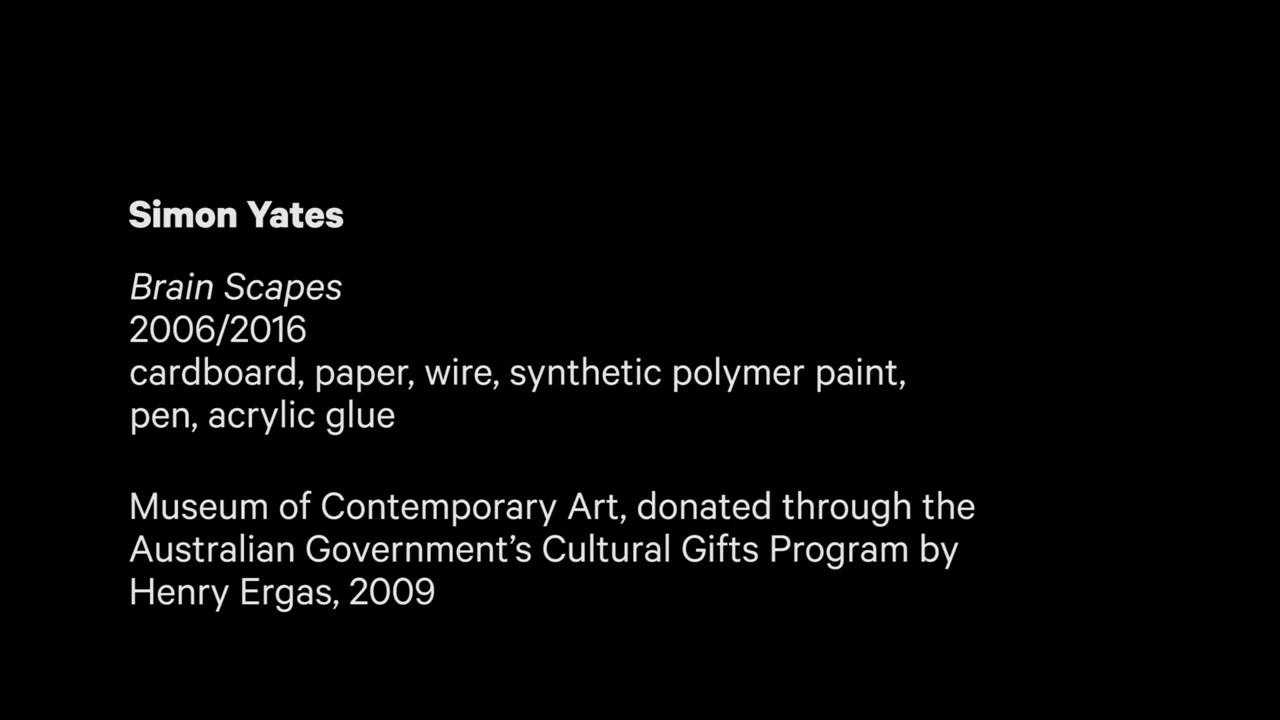 Simon Yates
Brain Scapes
2006/2016
cardboard, paper, wire, synthetic polymer paint,
pen, acrylic glue
Museum of Contemporary Art, donated through the
Australian Government’s Cultural Gifts Program by
Henry Ergas, 2009